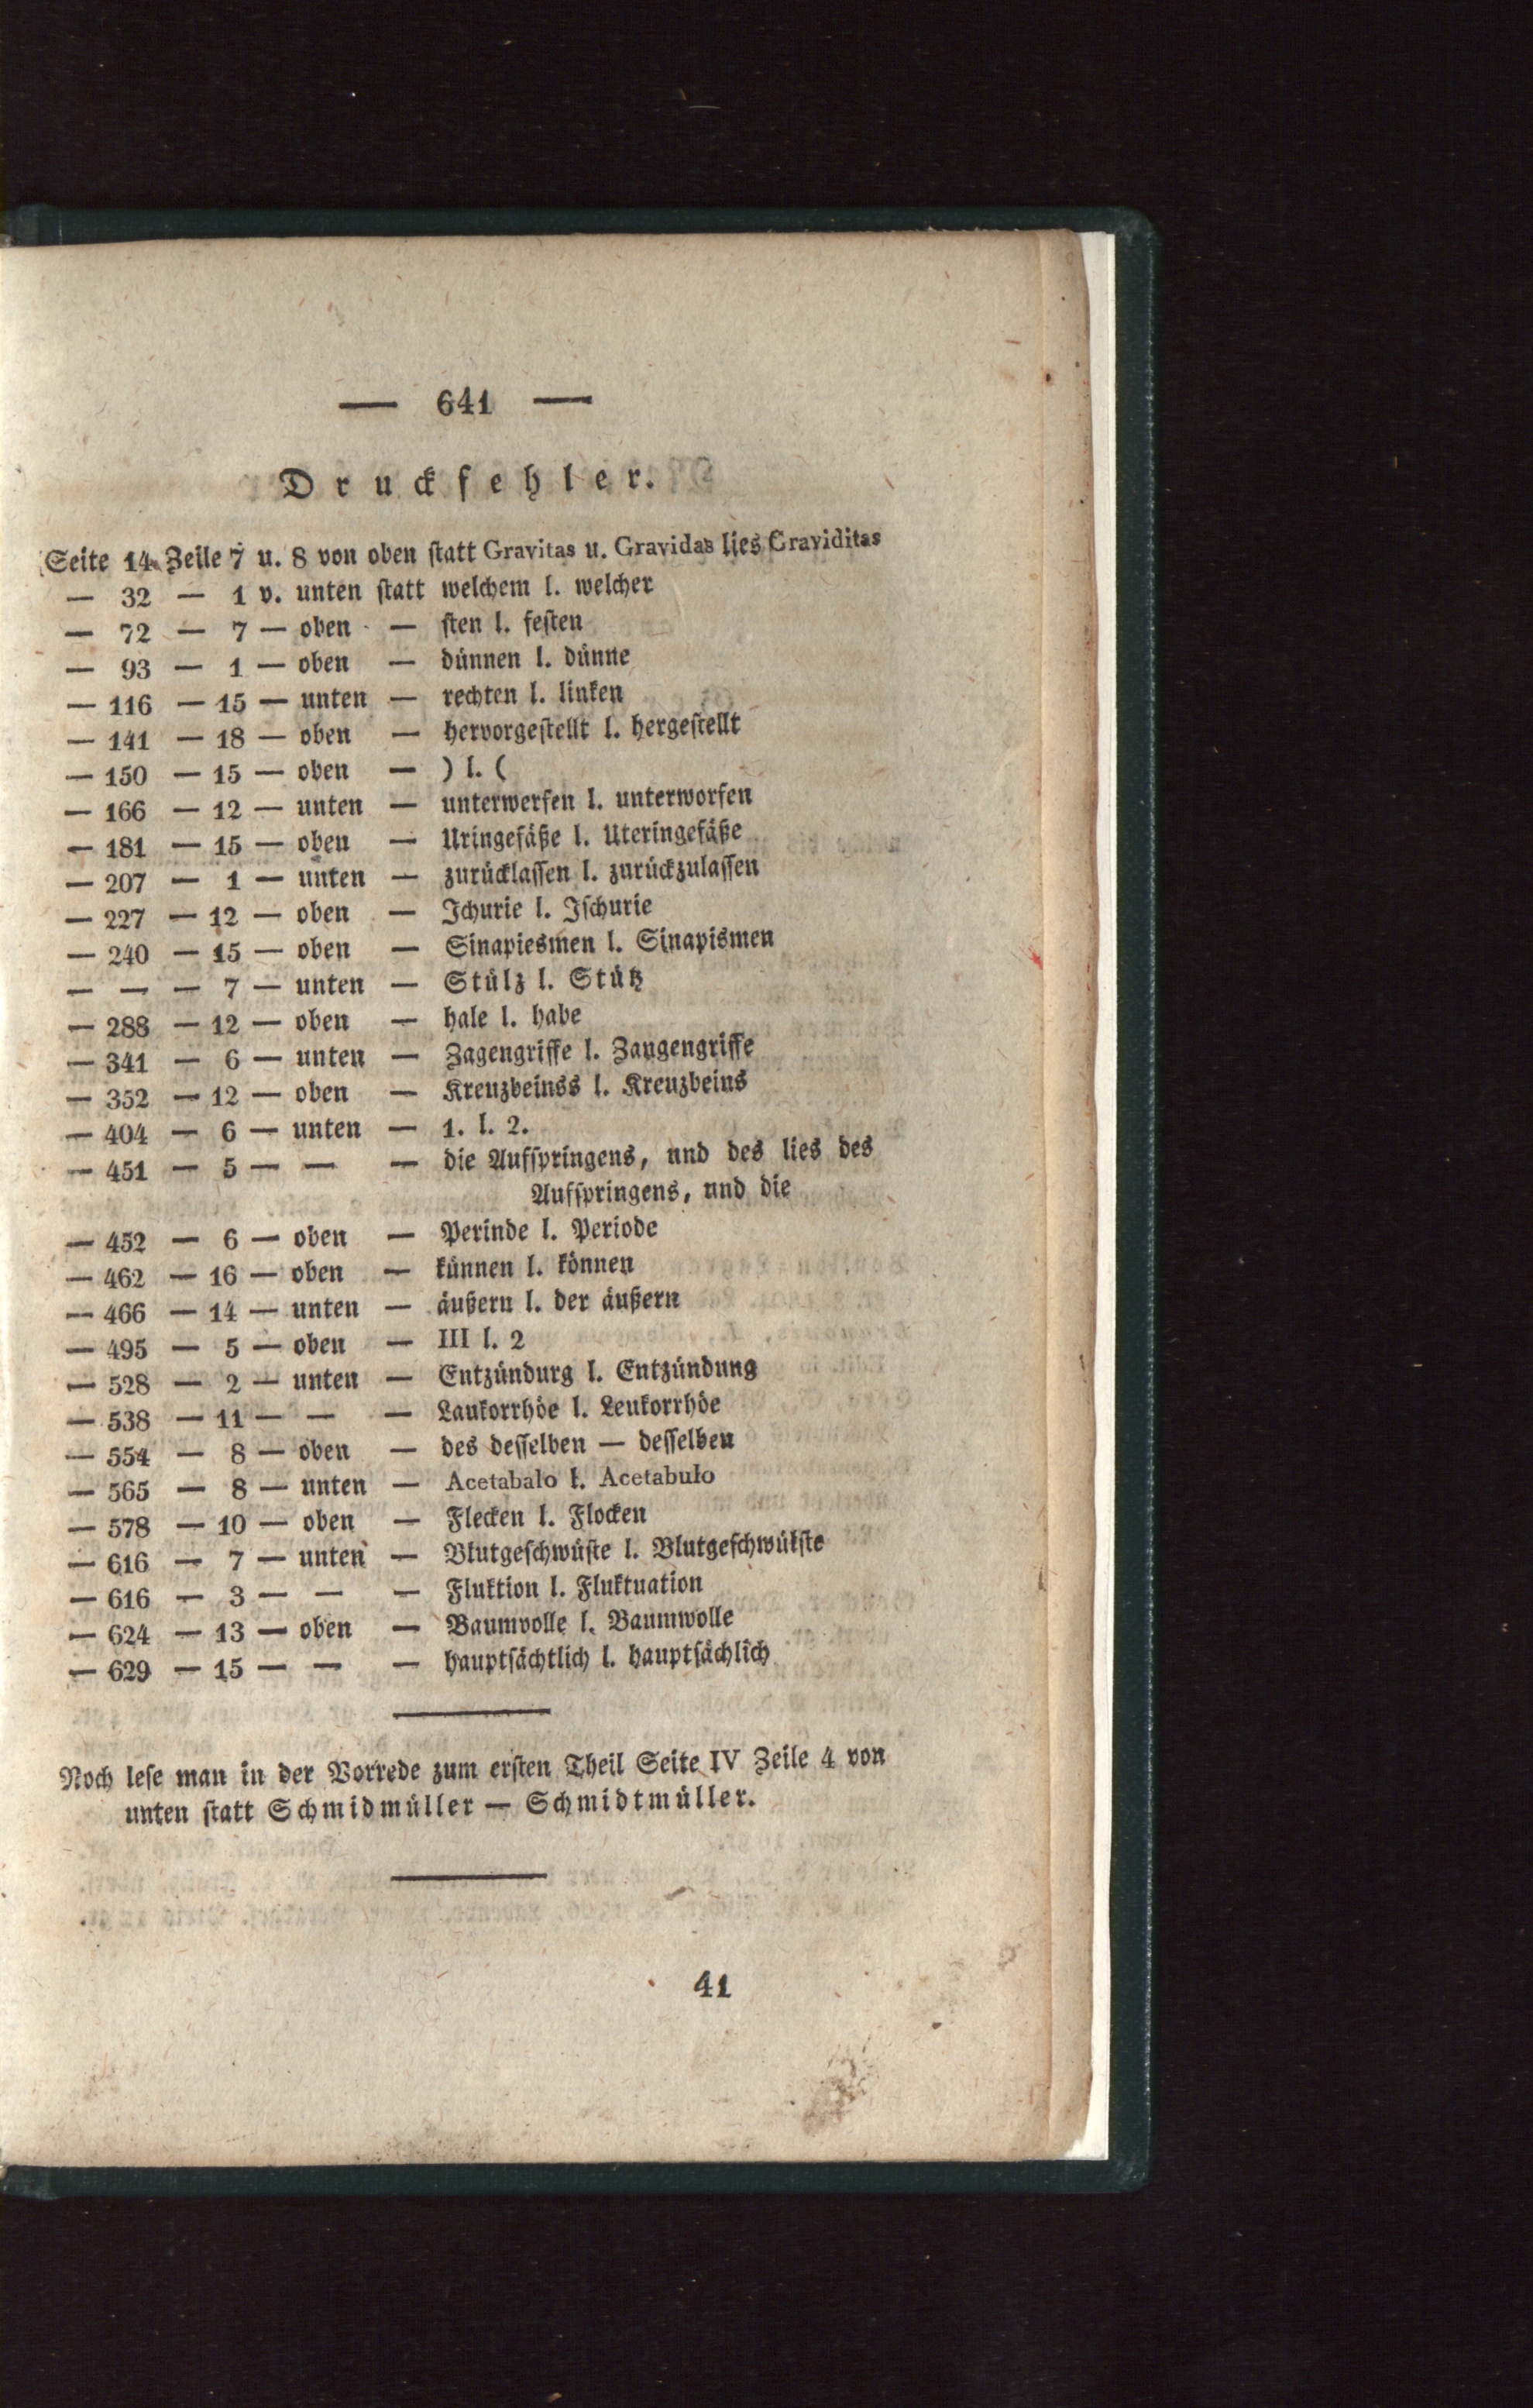 — 641 —
Druckfehler.
Seite 14 Zeile 7 u. 8 von oben statt Gravitas u. Gravidas lies Graviditas
— 32 — 1 v. unten statt welchem l. welcher
— 72 — 7 — oben — sten l. festen
— 93 — 1 — oben — dünnen l. dünne
— 116 — 15 — unten — rechten l. linken
— 141 — 18 — oben — hervorgestellt l. hergestellt
— 150 — 15 — oben — ) l. (
— 166 — 12 — unten — unterwerfen l. unterworfen
— 181 — 15 — oben — Uringefäße l. Uteringefäße
— 207 — 1 — unten — zurücklassen l. zurückzulassen
— 227 — 12 — oben — Ichurie l. Ischurie
— 240 — 15 — oben — Sinapiesmen l. Sinapismen
— — — 7 — unten — Stülz l. Stütz
— 288 — 12 — oben — hale l. habe
— 341 — 6 — unten — Zagengriffe l. Zangengriffe
— 352 — 12 — oben — Kreuzbeinss l. Kreuzbeins
— 404 — 6 — unten — 1. l. 2.
— 451 — 5 — — — die Aufspringens, und des lies des
Aufspringens, und die
— 452 — 6 — oben — Perinde l. Periode
— 462 — 16 — oben — künnen l. können
— 466 — 14 — unten — äußern l. der äußern
— 495 — 5 — oben — III l. 2
— 528 — 2 — unten — Entzündurg l. Entzündung
— 538 — 11 — — — Laukorrhöe l. Leukorrhöe
— 554 — 8 — oben — des desselben — desselben
— 565 — 8 — unten — Acetabalo l. Acetabulo
— 578 — 10 — oben — Flecken l. Flocken
— 616 — 7 — unten — Blutgeschwüste l. Blutgeschwülste
— 616 — 3 — — — Fluktion l. Fluktuation
— 624 — 13 — oben — Baumvolle l. Baumwolle
— 629 — 15 — — — hauptsächtlich l. hauptsächlich
Noch lese man in der Vorrede zum ersten Theil Seite IV Zeile 4 von
unten statt Schmidmüller — Schmidtmüller.
41